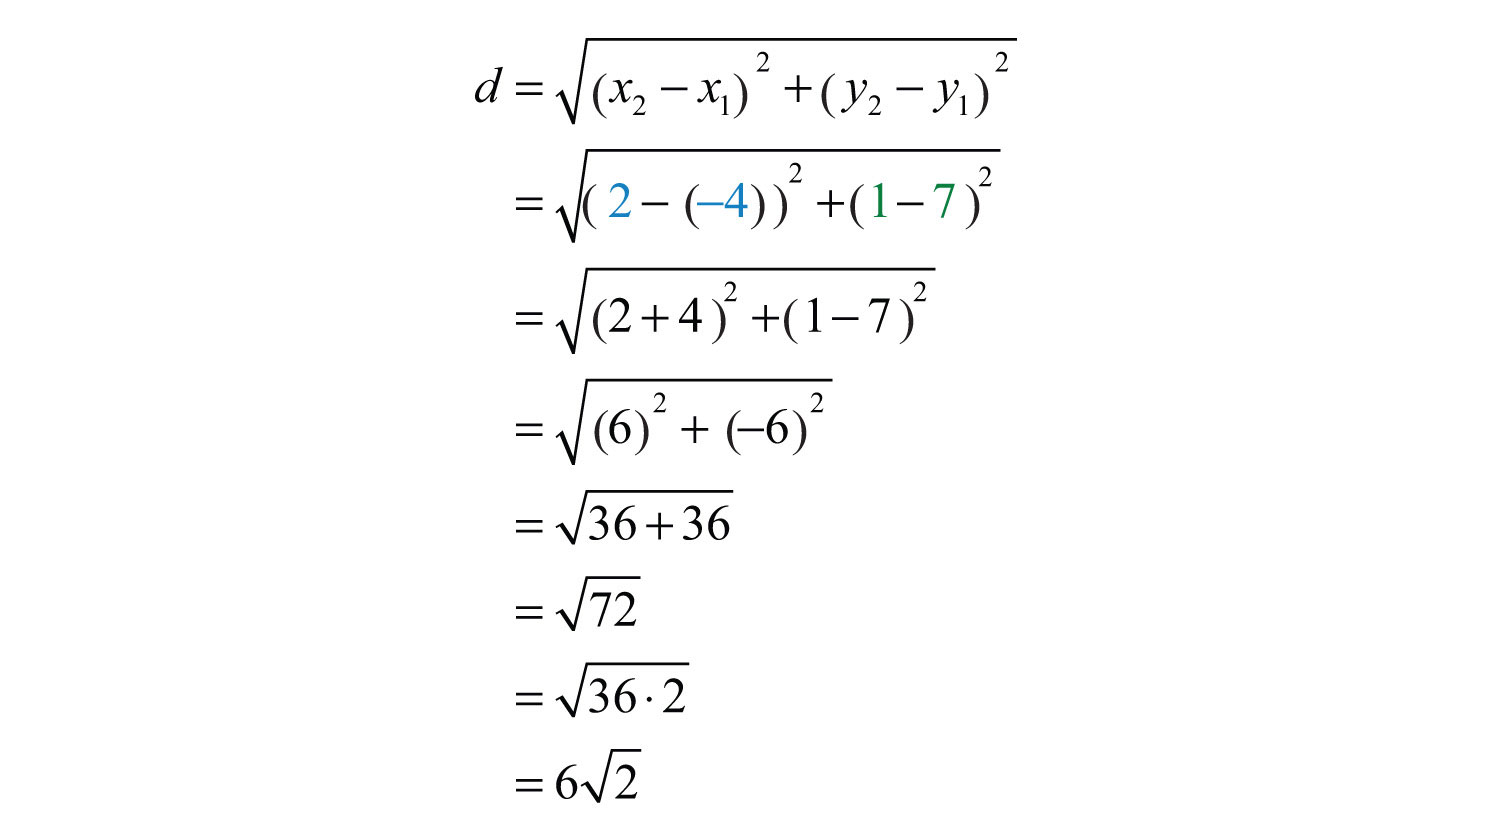 d = √((x₂ − x₁)² + (y₂ − y₁)²)
= √((2 − (−4))² + (1 − 7)²)
= √((2 + 4)² + (1 − 7)²)
= √((6)² + (−6)²)
= √(36 + 36)
= √72
= √(36 · 2)
= 6√2